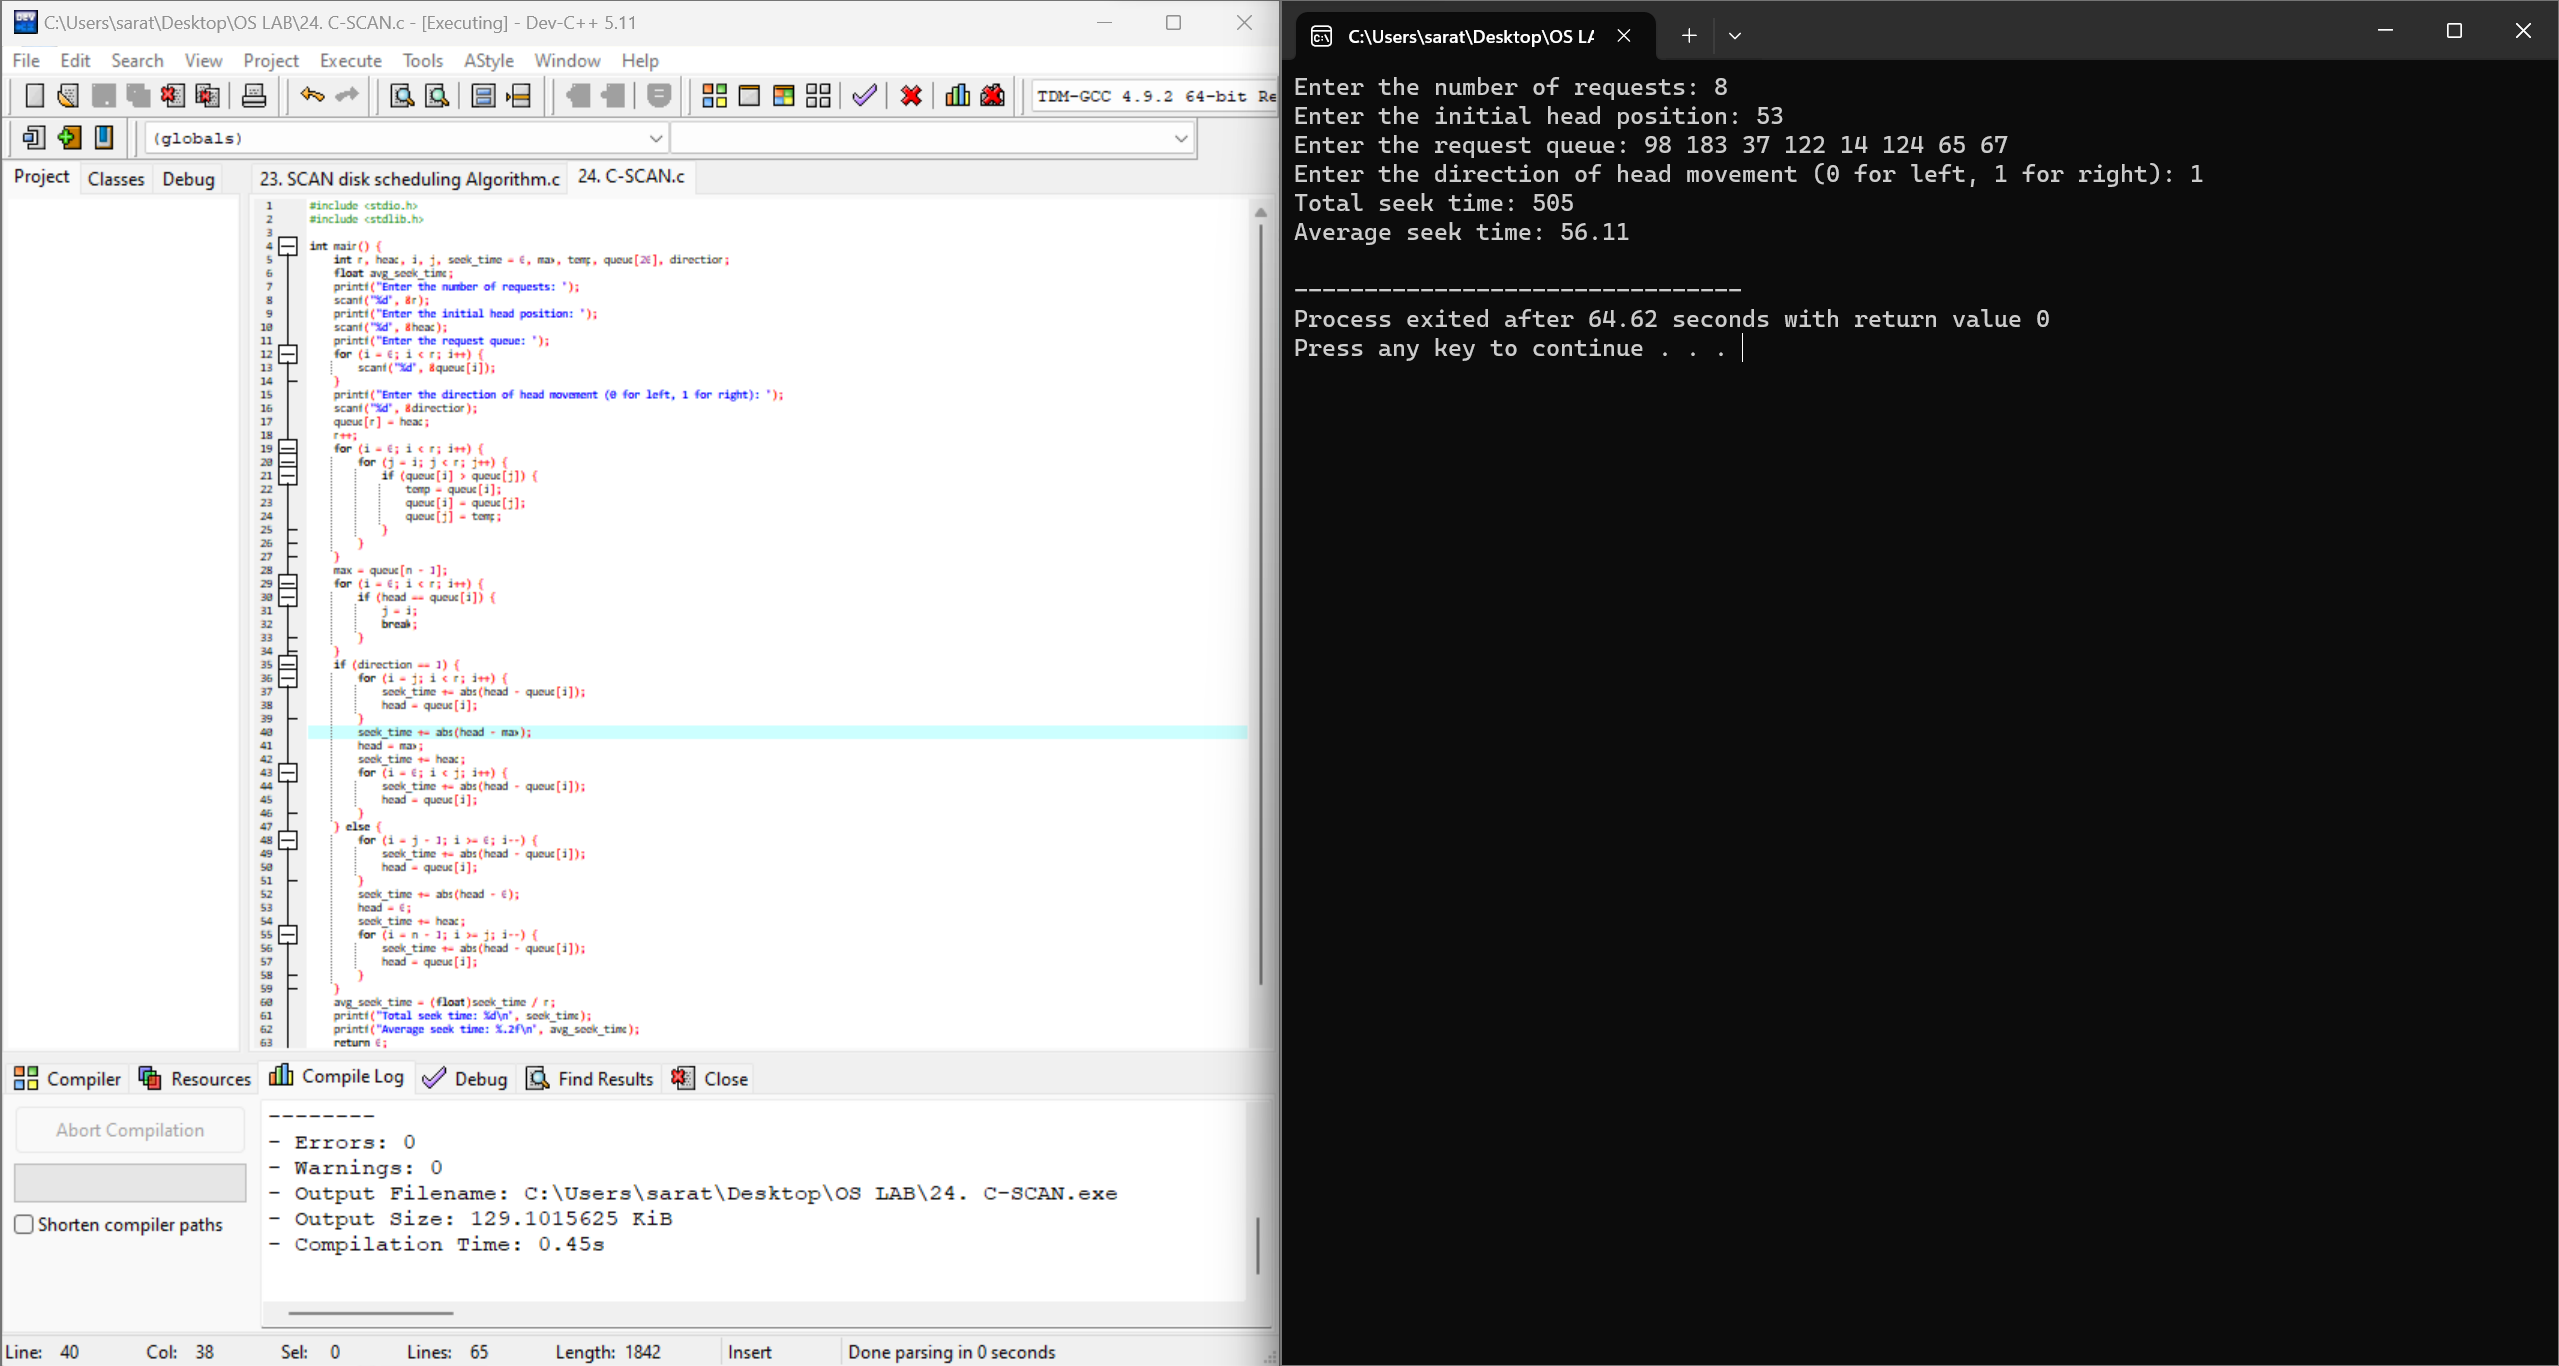 C:\Users\sarat\Desktop\OS LAB\24. C-SCAN.c - [Executing] - Dev-C++ 5.11
File Edit Search View Project Execute Tools AStyle Window Help
TDM-GCC 4.9.2 64-bit Re
(globals)
Project Classes Debug
23. SCAN disk scheduling Algorithm.c 24. C-SCAN.c
1 #include <stdio.h>
2 #include <stdlib.h>
3
4 int main() {
5 int n, head, i, j, seek_time = 0, max, temp, queue[20], direction;
6 float avg_seek_time;
7 printf("Enter the number of requests: ");
8 scanf("%d", &n);
9 printf("Enter the initial head position: ");
10 scanf("%d", &head);
11 printf("Enter the request queue: ");
12 for (i = 0; i < n; i++) {
13 scanf("%d", &queue[i]);
14 }
15 printf("Enter the direction of head movement (0 for left, 1 for right): ");
16 scanf("%d", &direction);
17 queue[n] = head;
18 n++;
19 for (i = 0; i < n; i++) {
20 for (j = i; j < n; j++) {
21 if (queue[i] > queue[j]) {
22 temp = queue[i];
23 queue[i] = queue[j];
24 queue[j] = temp;
25 }
26 }
27 }
28 max = queue[n - 1];
29 for (i = 0; i < n; i++) {
30 if (head == queue[i]) {
31 j = i;
32 break;
33 }
34 }
35 if (direction == 1) {
36 for (i = j; i < n; i++) {
37 seek_time += abs(head - queue[i]);
38 head = queue[i];
39 }
40 seek_time += abs(head - max);
41 head = max;
42 seek_time += head;
43 for (i = 0; i < j; i++) {
44 seek_time += abs(head - queue[i]);
45 head = queue[i];
46 }
47 } else {
48 for (i = j - 1; i >= 0; i--) {
49 seek_time += abs(head - queue[i]);
50 head = queue[i];
51 }
52 seek_time += abs(head - 0);
53 head = 0;
54 seek_time += head;
55 for (i = n - 1; i >= j; i--) {
56 seek_time += abs(head - queue[i]);
57 head = queue[i];
58 }
59 }
60 avg_seek_time = (float)seek_time / n;
61 printf("Total seek time: %d\n", seek_time);
62 printf("Average seek time: %.2f\n", avg_seek_time);
63 return 0;
Compiler Resources Compile Log Debug Find Results Close
Abort Compilation
Shorten compiler paths
--------
- Errors: 0
- Warnings: 0
- Output Filename: C:\Users\sarat\Desktop\OS LAB\24. C-SCAN.exe
- Output Size: 129.1015625 KiB
- Compilation Time: 0.45s
Line: 40 Col: 38 Sel: 0 Lines: 65 Length: 1842 Insert Done parsing in 0 seconds
C:\Users\sarat\Desktop\OS LA
Enter the number of requests: 8
Enter the initial head position: 53
Enter the request queue: 98 183 37 122 14 124 65 67
Enter the direction of head movement (0 for left, 1 for right): 1
Total seek time: 505
Average seek time: 56.11
--------------------------------
Process exited after 64.62 seconds with return value 0
Press any key to continue . . .